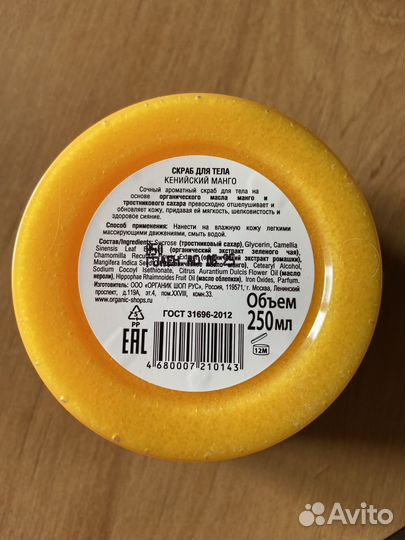 СКРАБ ДЛЯ ТЕЛА
КЕНИЙСКИЙ МАНГО
Сочный ароматный скраб для тела на
основе органического масла манго и
тростникового сахара превосходно отшелушивает и
обновляет кожу, придавая ей мягкость, шелковистость и
здоровое сияние.
Способ применения: Нанести на влажную кожу легкими
массирующими движениями, смыть водой.
Состав/Ingredients: Sucrose (тростниковый сахар), Glycerin, Camellia
Sinensis Leaf (органический экстракт зеленого чая),
Chamomilla Recutita (органический экстракт ромашки),
Mangifera Indica Seed манго), Cetearyl Alcohol,
Sodium Cocoyl Isethionate, Citrus Aurantium Dulcis Flower Oil (масло
нероли), Hippophae Rhamnoides Fruit Oil (масло облепихи), Iron Oxides, Parfum.
Изготовитель: ООО «ОРГАНИК ШОП РУС», Россия, 119571, г. Москва, Ленинский
проспект, д.119А, эт.4, пом.XXVIII, комн.33.
www.organic-shops.com
Объем
250мл
5
PP
ГОСТ 31696-2012
EAC
12M
4 680007 210143
Avito